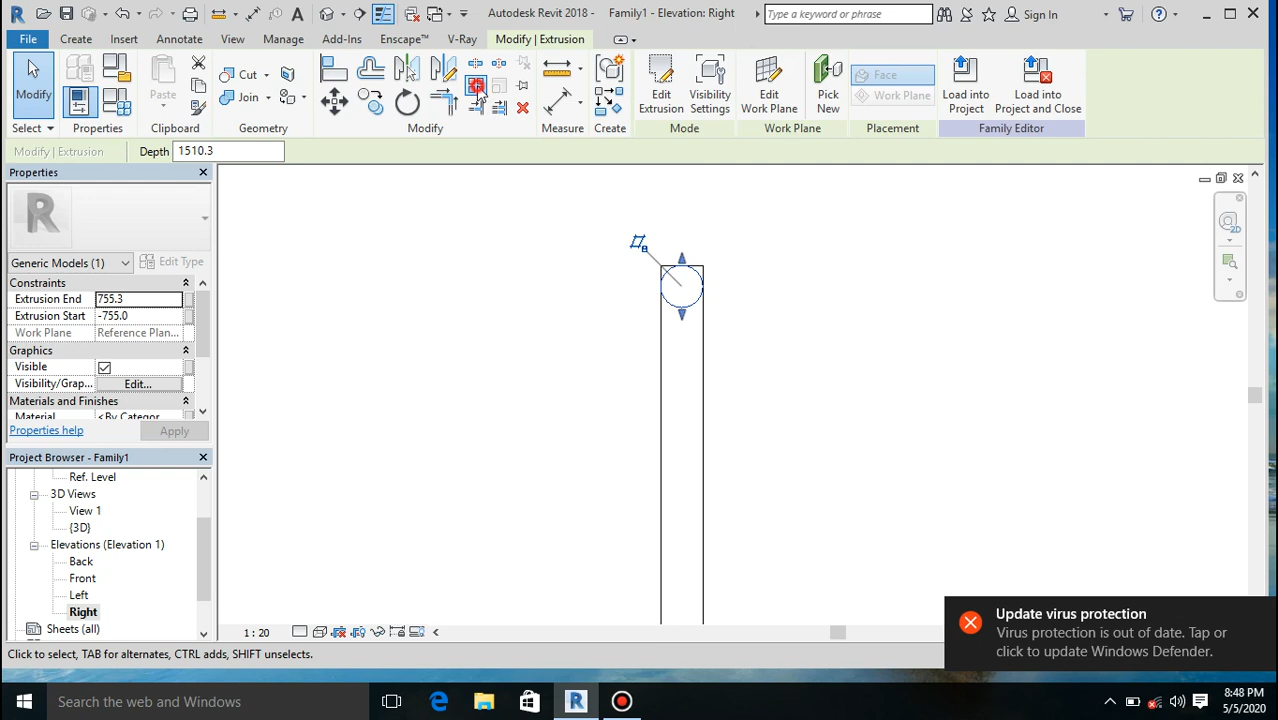 Autodesk Revit 2018 - Family1 - Elevation: Right
Type a keyword or phrase
Sign In
File
Create
Insert
Annotate
View
Manage
Add-Ins
Enscape™
V-Ray
Modify | Extrusion
Modify
Paste
Cut
Join
Edit Extrusion
Visibility Settings
Edit Work Plane
Pick New
Face
Work Plane
Load into Project
Load into Project and Close
Select
Properties
Clipboard
Geometry
Modify
Measure
Create
Mode
Work Plane
Placement
Family Editor
Modify | Extrusion
Depth
1510.3
Properties
Generic Models (1)
Edit Type
Constraints
Extrusion End 755.3
Extrusion Start -755.0
Work Plane Reference Plan...
Graphics
Visible
Visibility/Grap... Edit...
Materials and Finishes
Material <By Categor
Properties help
Apply
Project Browser - Family1
Ref. Level
3D Views
View 1
{3D}
Elevations (Elevation 1)
Back
Front
Left
Right
Sheets (all)
1 : 20
2D
Click to select, TAB for alternates, CTRL adds, SHIFT unselects.
Update virus protection
Virus protection is out of date. Tap or
click to update Windows Defender.
Search the web and Windows
8:48 PM
5/5/2020